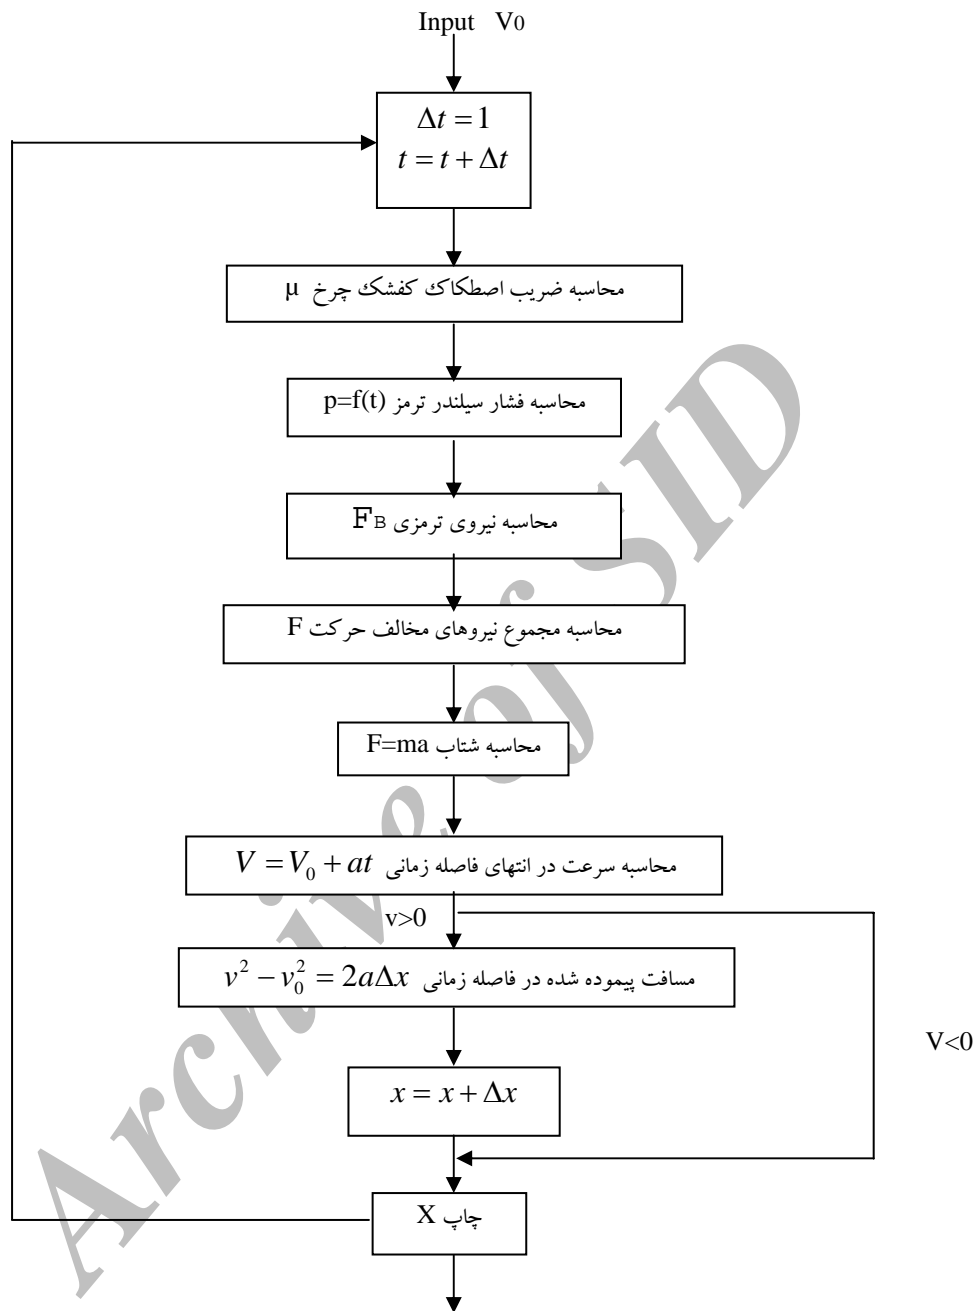 Input V0
Δt = 1
t = t + Δt
محاسبه ضریب اصطکاک کفشک چرخ μ
محاسبه فشار سیلندر ترمز p=f(t)
محاسبه نیروی ترمزی FB
محاسبه مجموع نیروهای مخالف حرکت F
محاسبه شتاب F=ma
محاسبه سرعت در انتهای فاصله زمانی V = V₀ + at
v>0
مسافت پیموده شده در فاصله زمانی v² − v₀² = 2aΔx
V<0
x = x + Δx
چاپ X
Archive of SID